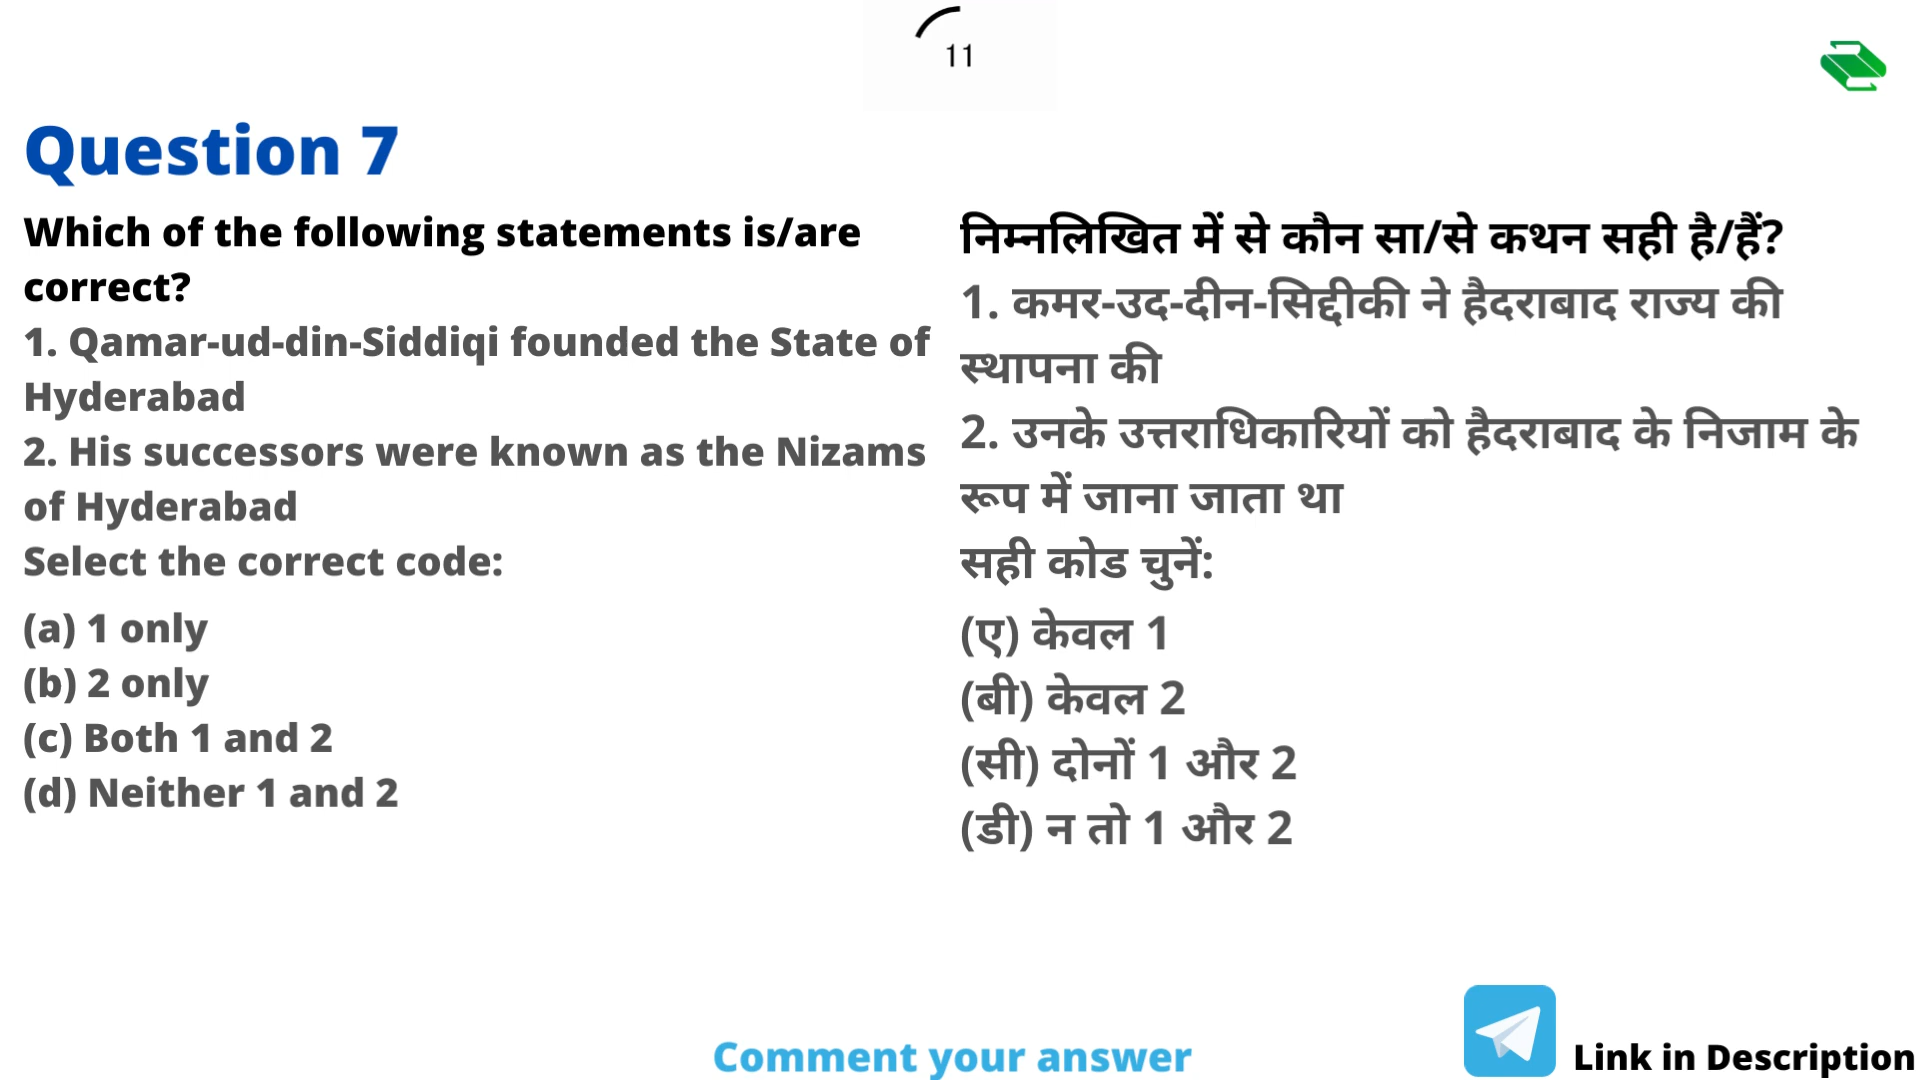 11
Question 7
Which of the following statements is/are
correct?
1. Qamar-ud-din-Siddiqi founded the State of
Hyderabad
2. His successors were known as the Nizams
of Hyderabad
Select the correct code:
(a) 1 only
(b) 2 only
(c) Both 1 and 2
(d) Neither 1 and 2
निम्नलिखित में से कौन सा/से कथन सही है/हैं?
1. कमर-उद-दीन-सिद्दीकी ने हैदराबाद राज्य की
स्थापना की
2. उनके उत्तराधिकारियों को हैदराबाद के निजाम के
रूप में जाना जाता था
सही कोड चुनें:
(ए) केवल 1
(बी) केवल 2
(सी) दोनों 1 और 2
(डी) न तो 1 और 2
Comment your answer
Link in Description